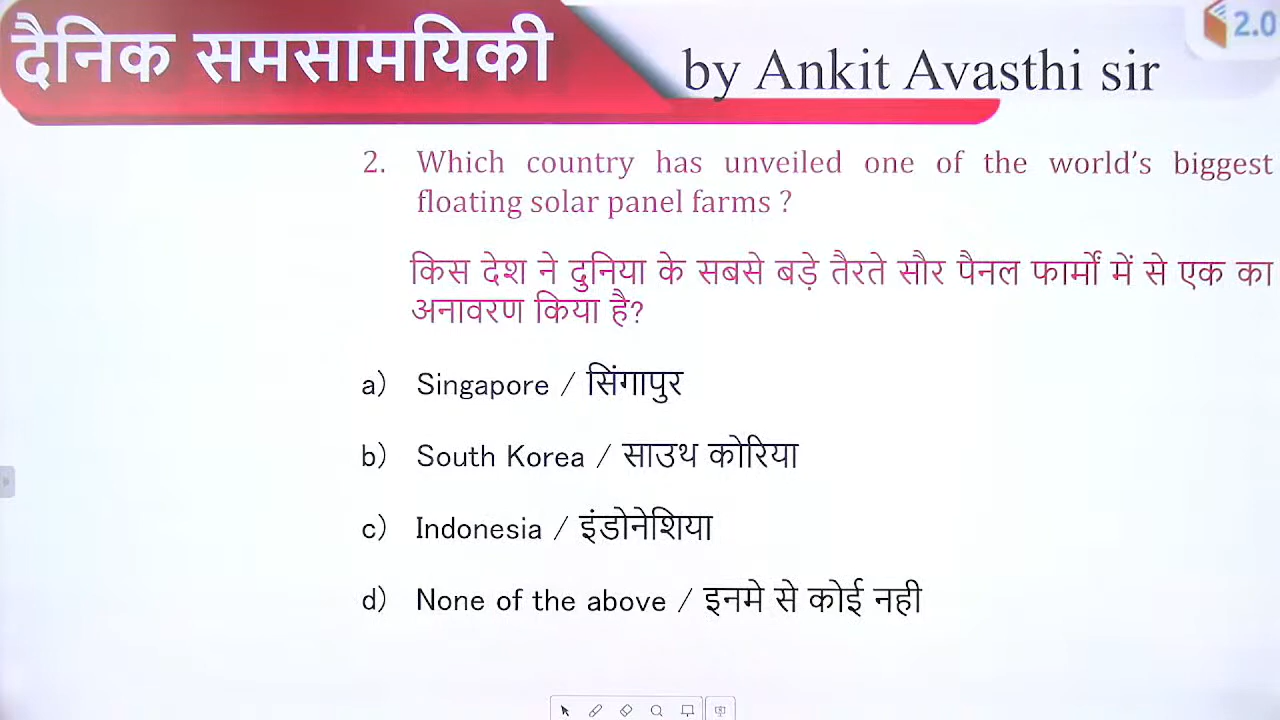 दैनिक समसामयिकी by Ankit Avasthi sir
2.0
2. Which country has unveiled one of the world’s biggest
floating solar panel farms ?
किस देश ने दुनिया के सबसे बड़े तैरते सौर पैनल फार्मों में से एक का
अनावरण किया है?
a) Singapore / सिंगापुर
b) South Korea / साउथ कोरिया
c) Indonesia / इंडोनेशिया
d) None of the above / इनमे से कोई नही